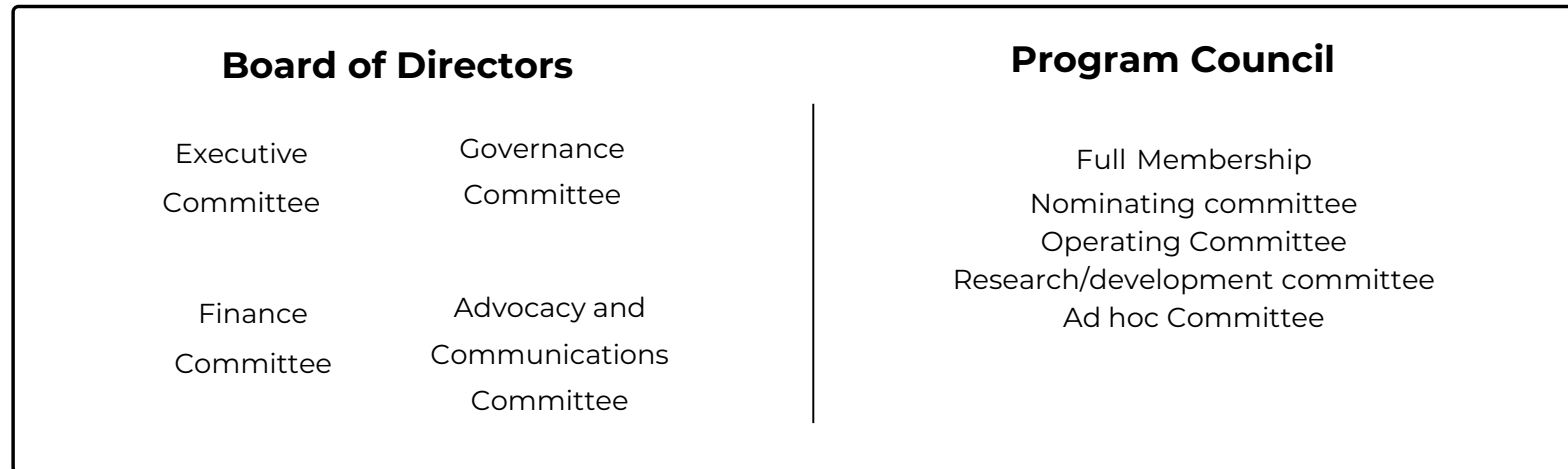 Board of Directors
Executive
Committee
Governance
Committee
Finance
Committee
Advocacy and
Communications
Committee
Program Council
Full Membership
Nominating committee
Operating Committee
Research/development committee
Ad hoc Committee